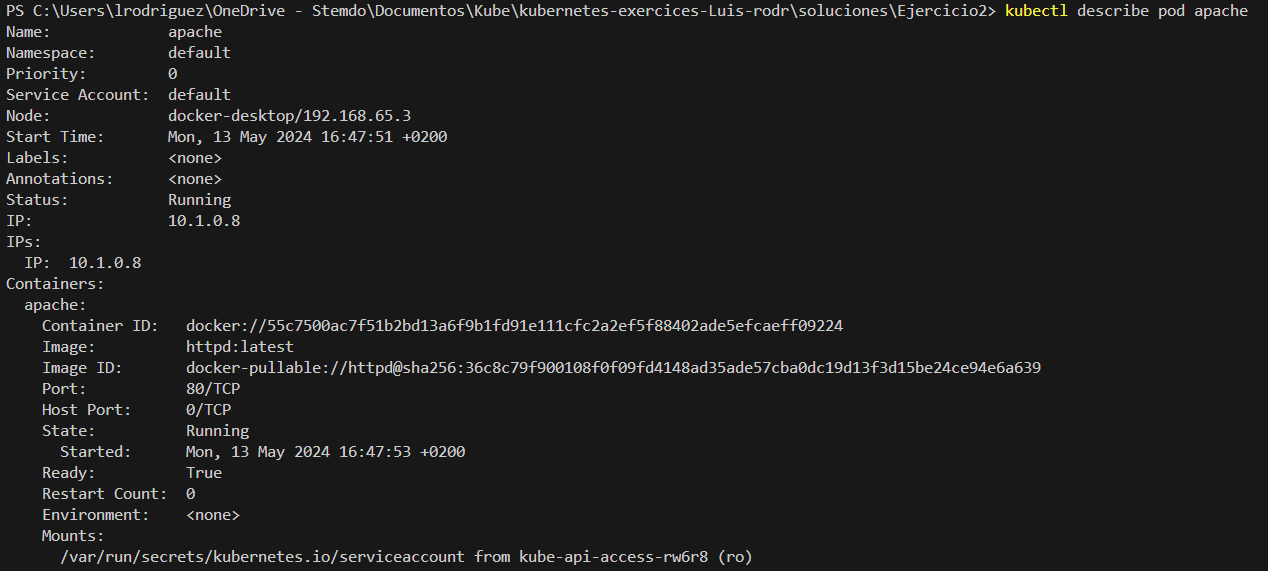 PS C:\Users\lrodriguez\OneDrive - Stemdo\Documentos\Kube\kubernetes-exercices-Luis-rodr\soluciones\Ejercicio2> kubectl describe pod apache
Name:             apache
Namespace:        default
Priority:         0
Service Account:  default
Node:             docker-desktop/192.168.65.3
Start Time:       Mon, 13 May 2024 16:47:51 +0200
Labels:           <none>
Annotations:      <none>
Status:           Running
IP:               10.1.0.8
IPs:
  IP:  10.1.0.8
Containers:
  apache:
    Container ID:   docker://55c7500ac7f51b2bd13a6f9b1fd91e111cfc2a2ef5f88402ade5efcaeff09224
    Image:          httpd:latest
    Image ID:       docker-pullable://httpd@sha256:36c8c79f900108f0f09fd4148ad35ade57cba0dc19d13f3d15be24ce94e6a639
    Port:           80/TCP
    Host Port:      0/TCP
    State:          Running
      Started:      Mon, 13 May 2024 16:47:53 +0200
    Ready:          True
    Restart Count:  0
    Environment:    <none>
    Mounts:
      /var/run/secrets/kubernetes.io/serviceaccount from kube-api-access-rw6r8 (ro)